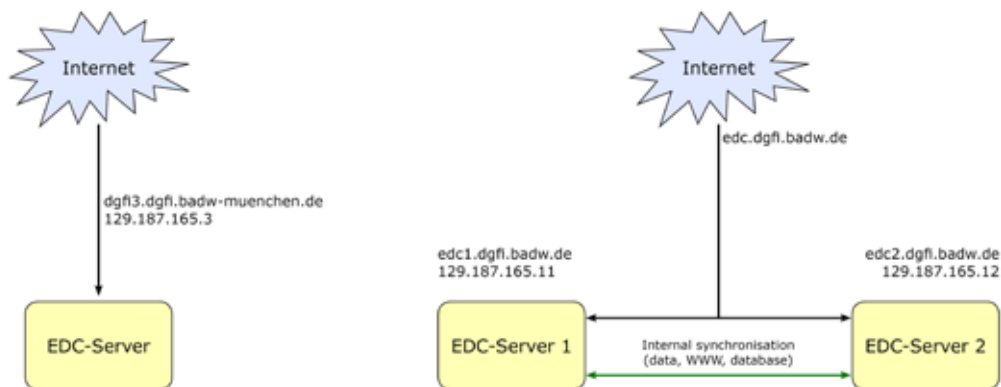 Internet
dgfi3.dgfi.badw-muenchen.de
129.187.165.3
EDC-Server
Internet
edc.dgfi.badw.de
edc1.dgfi.badw.de
129.187.165.11
edc2.dgfi.badw.de
129.187.165.12
EDC-Server 1
Internal synchronisation
(data, WWW, database)
EDC-Server 2